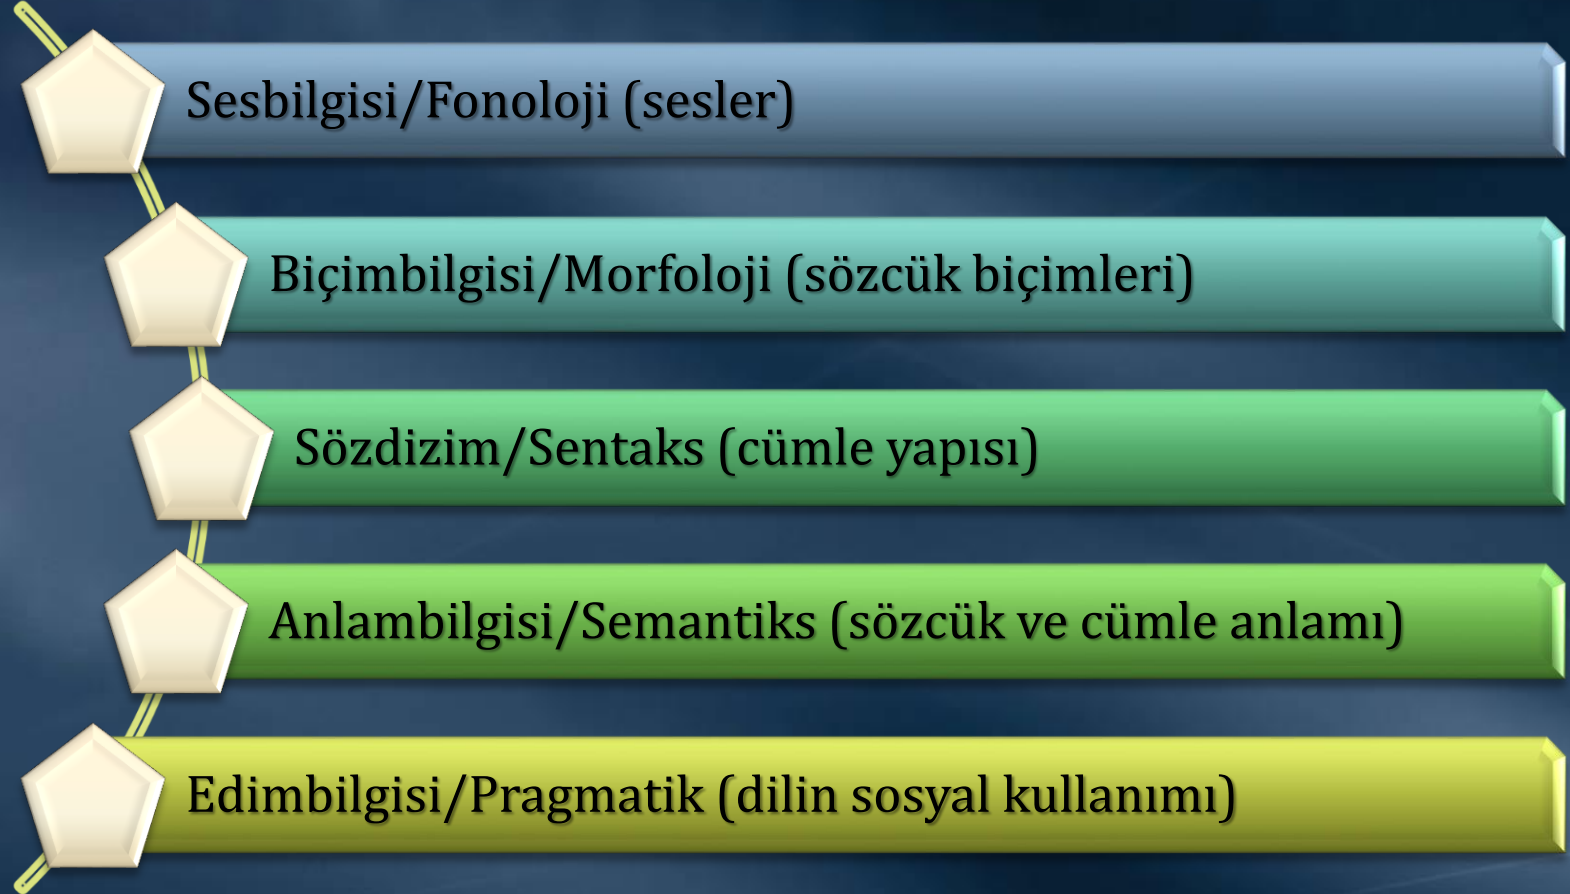 Sesbilgisi/Fonoloji (sesler)
Biçimbilgisi/Morfoloji (sözcük biçimleri)
Sözdizim/Sentaks (cümle yapısı)
Anlambilgisi/Semantiks (sözcük ve cümle anlamı)
Edimbilgisi/Pragmatik (dilin sosyal kullanımı)